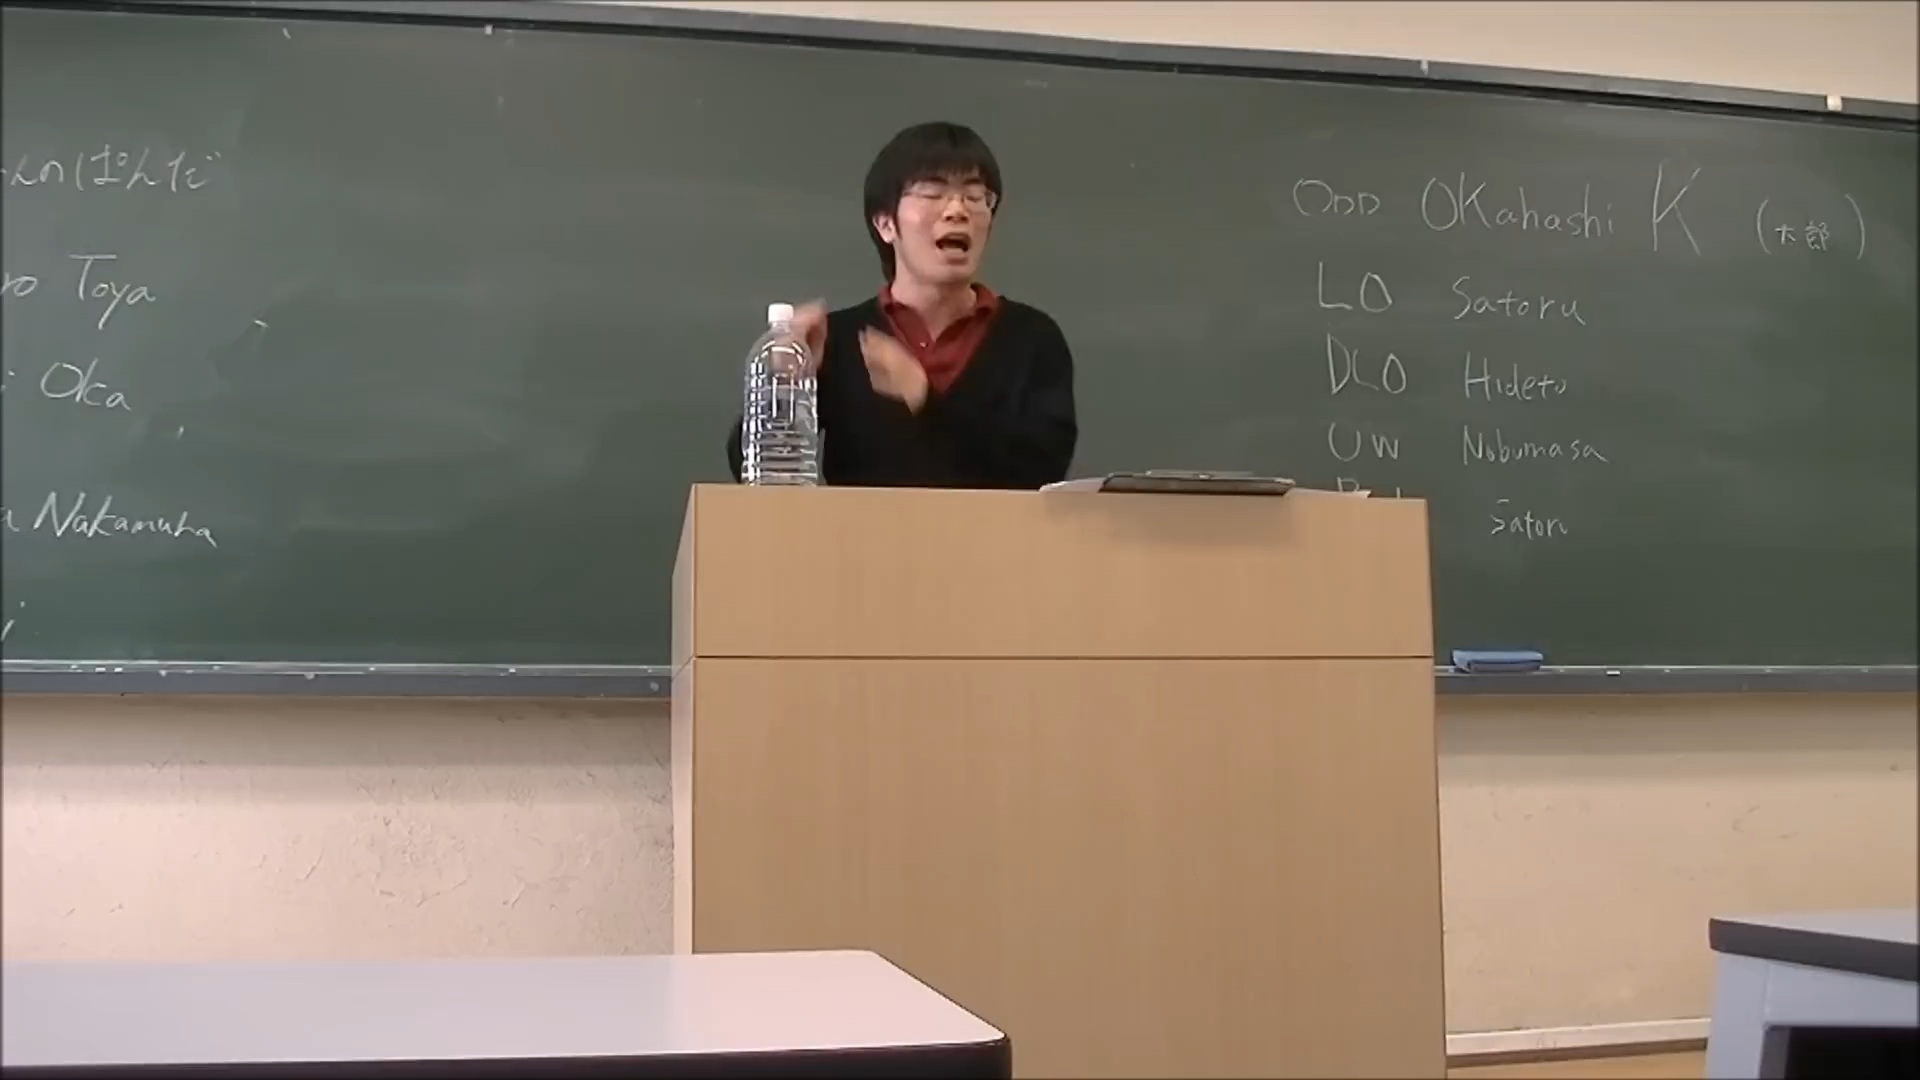 んのぱんだ
ro Toya
Oka
Nakamura
ODD OKahashi K (太郎)
LO Satoru
DLO Hideto
UW Nobumasa
Satoru